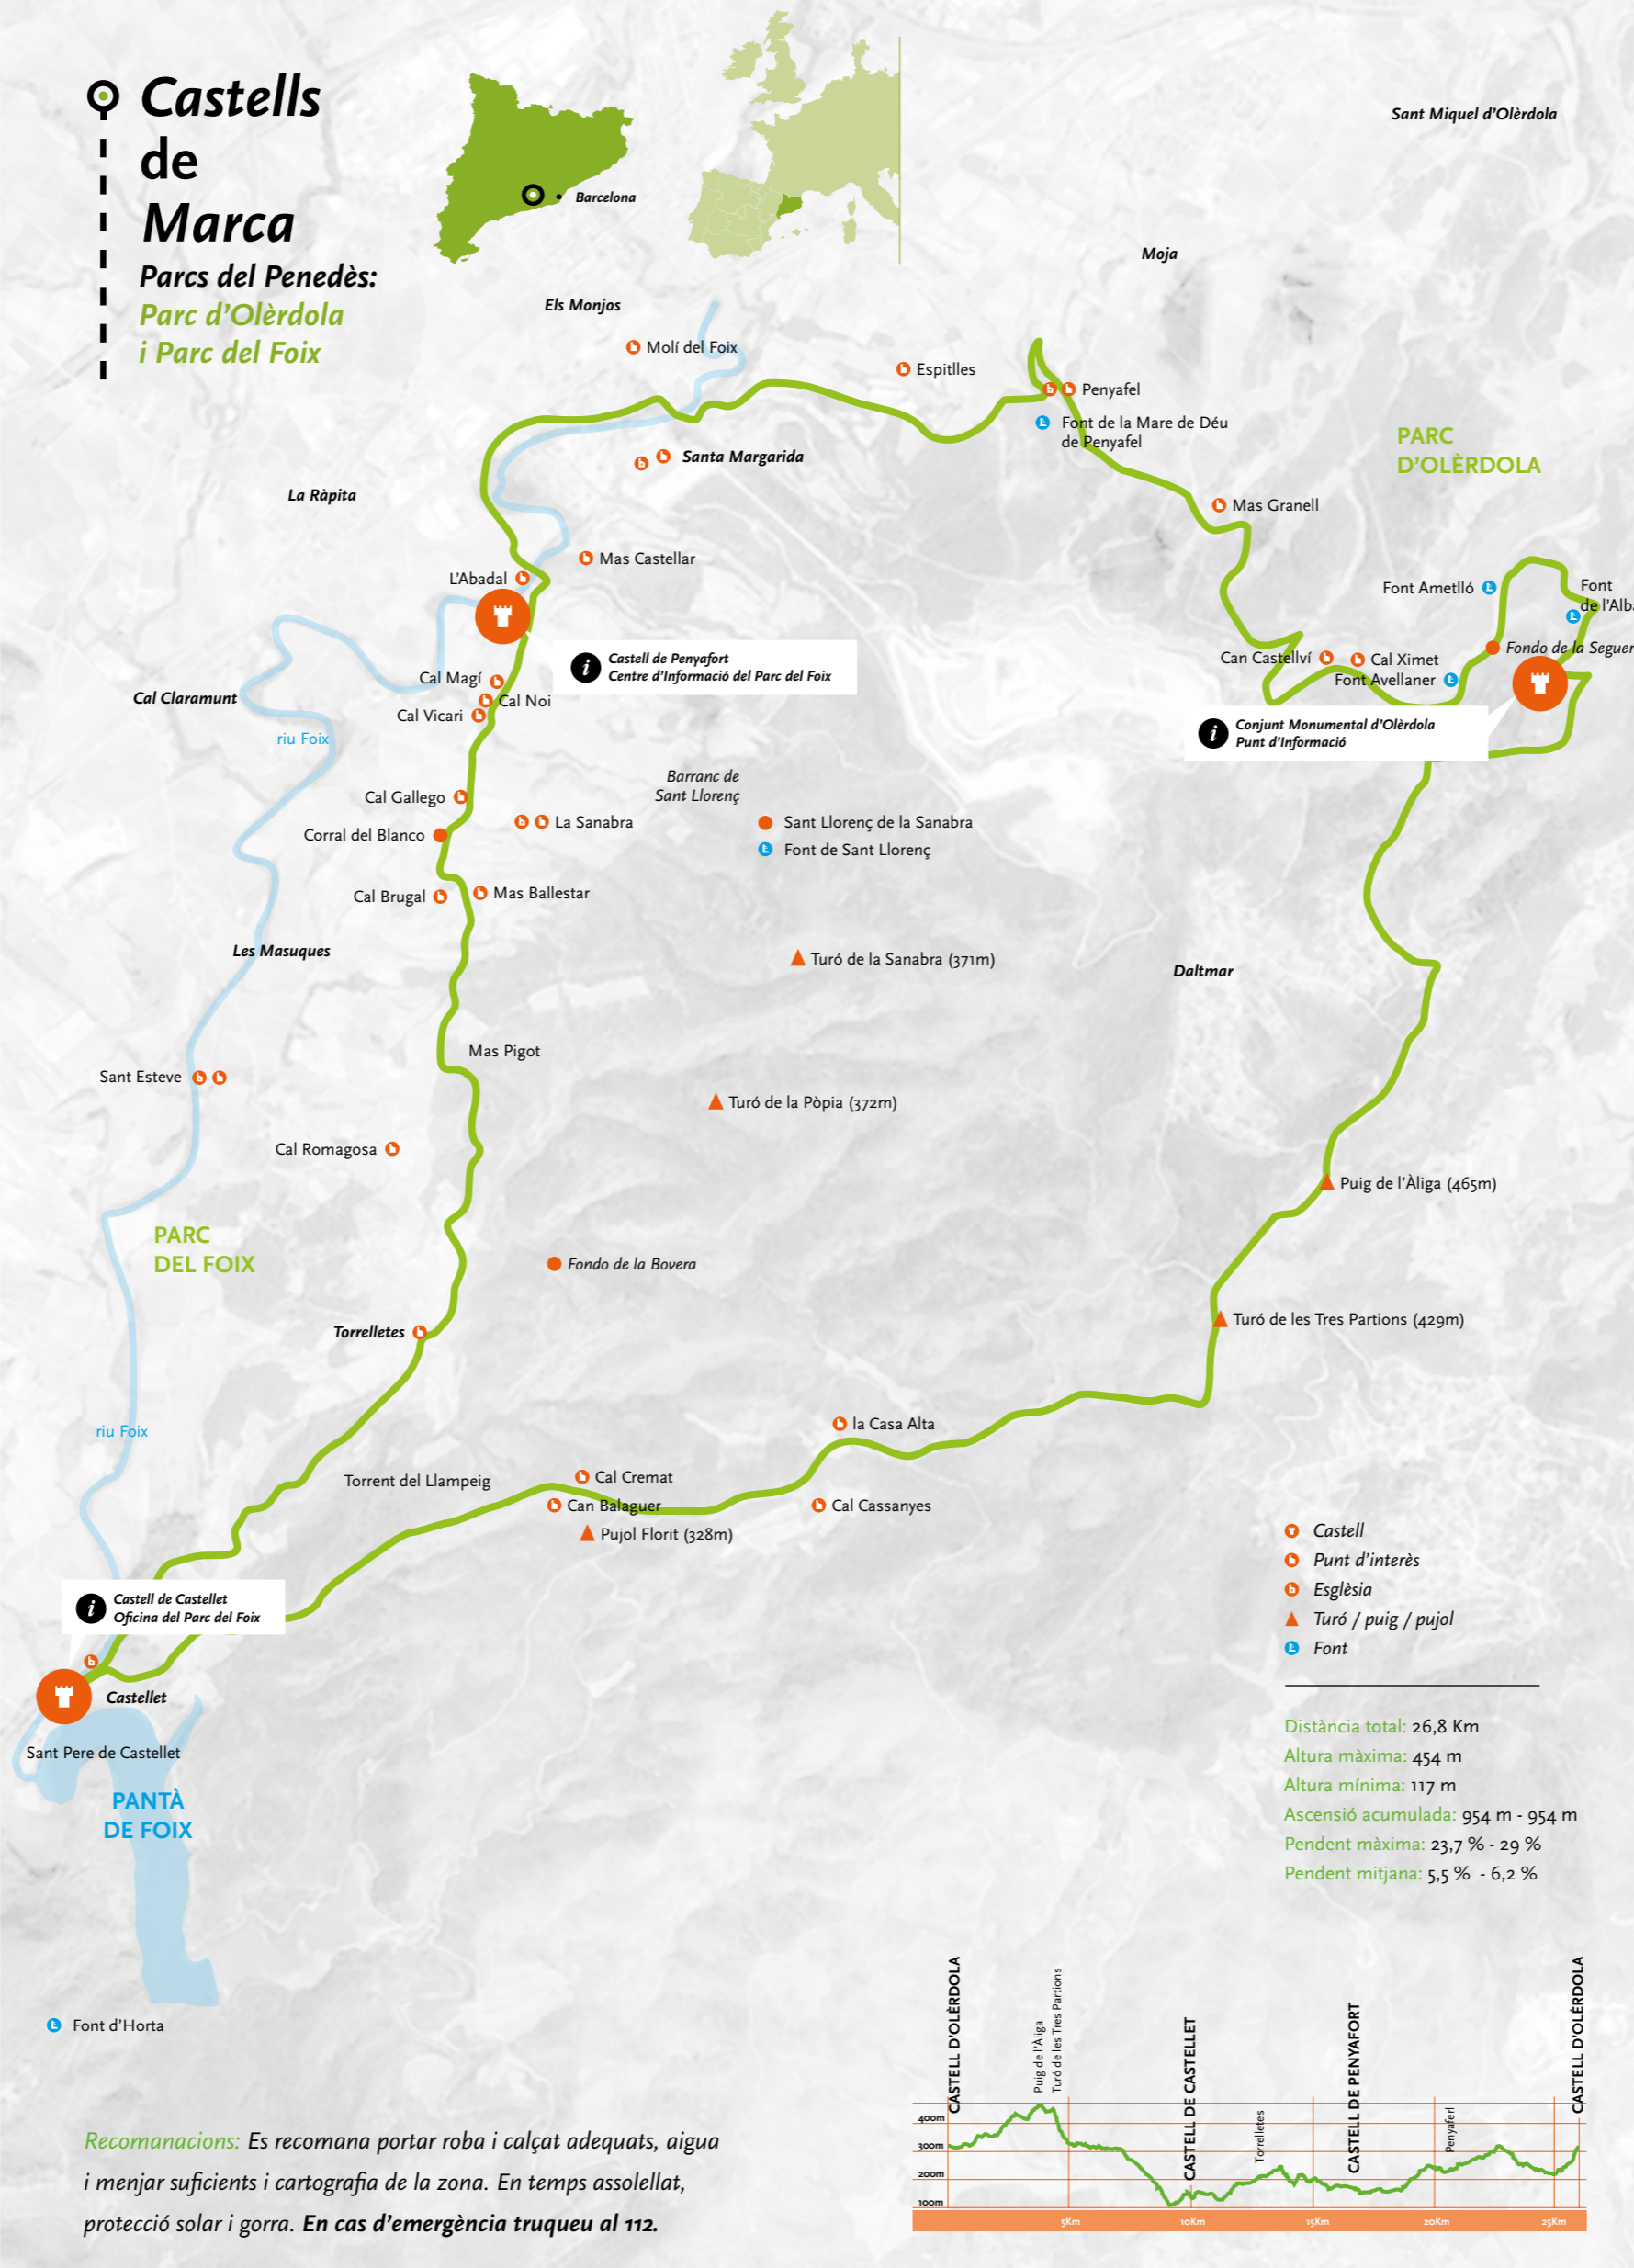 Castells
de
Marca
Parcs del Penedès:
Parc d'Olèrdola
i Parc del Foix
Barcelona
Sant Miquel d'Olèrdola
Moja
Els Monjos
Molí del Foix
Espitlles
Penyafel
Font de la Mare de Déu
de Penyafel
PARC
D'OLÈRDOLA
Santa Margarida
La Ràpita
Mas Granell
Mas Castellar
L'Abadal
Font Ametlló
Font
de l'Alb
Fondo de la Seguer
Castell de Penyafort
Centre d'Informació del Parc del Foix
Can Castellví
Cal Ximet
Font Avellaner
Cal Magí
Cal Noi
Cal Vicari
Cal Claramunt
riu Foix
Conjunt Monumental d'Olèrdola
Punt d'Informació
Barranc de
Sant Llorenç
Cal Gallego
La Sanabra
Sant Llorenç de la Sanabra
Corral del Blanco
Font de Sant Llorenç
Cal Brugal
Mas Ballestar
Les Masuques
Turó de la Sanabra (371m)
Daltmar
Mas Pigot
Sant Esteve
Turó de la Pòpia (372m)
Cal Romagosa
Puig de l'Àliga (465m)
PARC
DEL FOIX
Fondo de la Bovera
Turó de les Tres Partions (429m)
Torrelletes
riu Foix
la Casa Alta
Torrent del Llampeig
Cal Cremat
Can Balaguer
Cal Cassanyes
Pujol Florit (328m)
Castell de Castellet
Oficina del Parc del Foix
Castellet
Sant Pere de Castellet
PANTÀ
DE FOIX
Font d'Horta
Castell
Punt d'interès
Esglèsia
Turó / puig / pujol
Font
Distància total: 26,8 Km
Altura màxima: 454 m
Altura mínima: 117 m
Ascensió acumulada: 954 m - 954 m
Pendent màxima: 23,7 % - 29 %
Pendent mitjana: 5,5 % - 6,2 %
CASTELL D'OLÈRDOLA
Puig de l'Àliga
Turó de les Tres Partions
CASTELL DE CASTELLET
Torrelletes
CASTELL DE PENYAFORT
Penyaferl
CASTELL D'OLÈRDOLA
400m
300m
200m
100m
5Km
10Km
15Km
20Km
25Km
Recomanacions: Es recomana portar roba i calçat adequats, aigua
i menjar suficients i cartografia de la zona. En temps assolellat,
protecció solar i gorra. En cas d'emergència truqueu al 112.